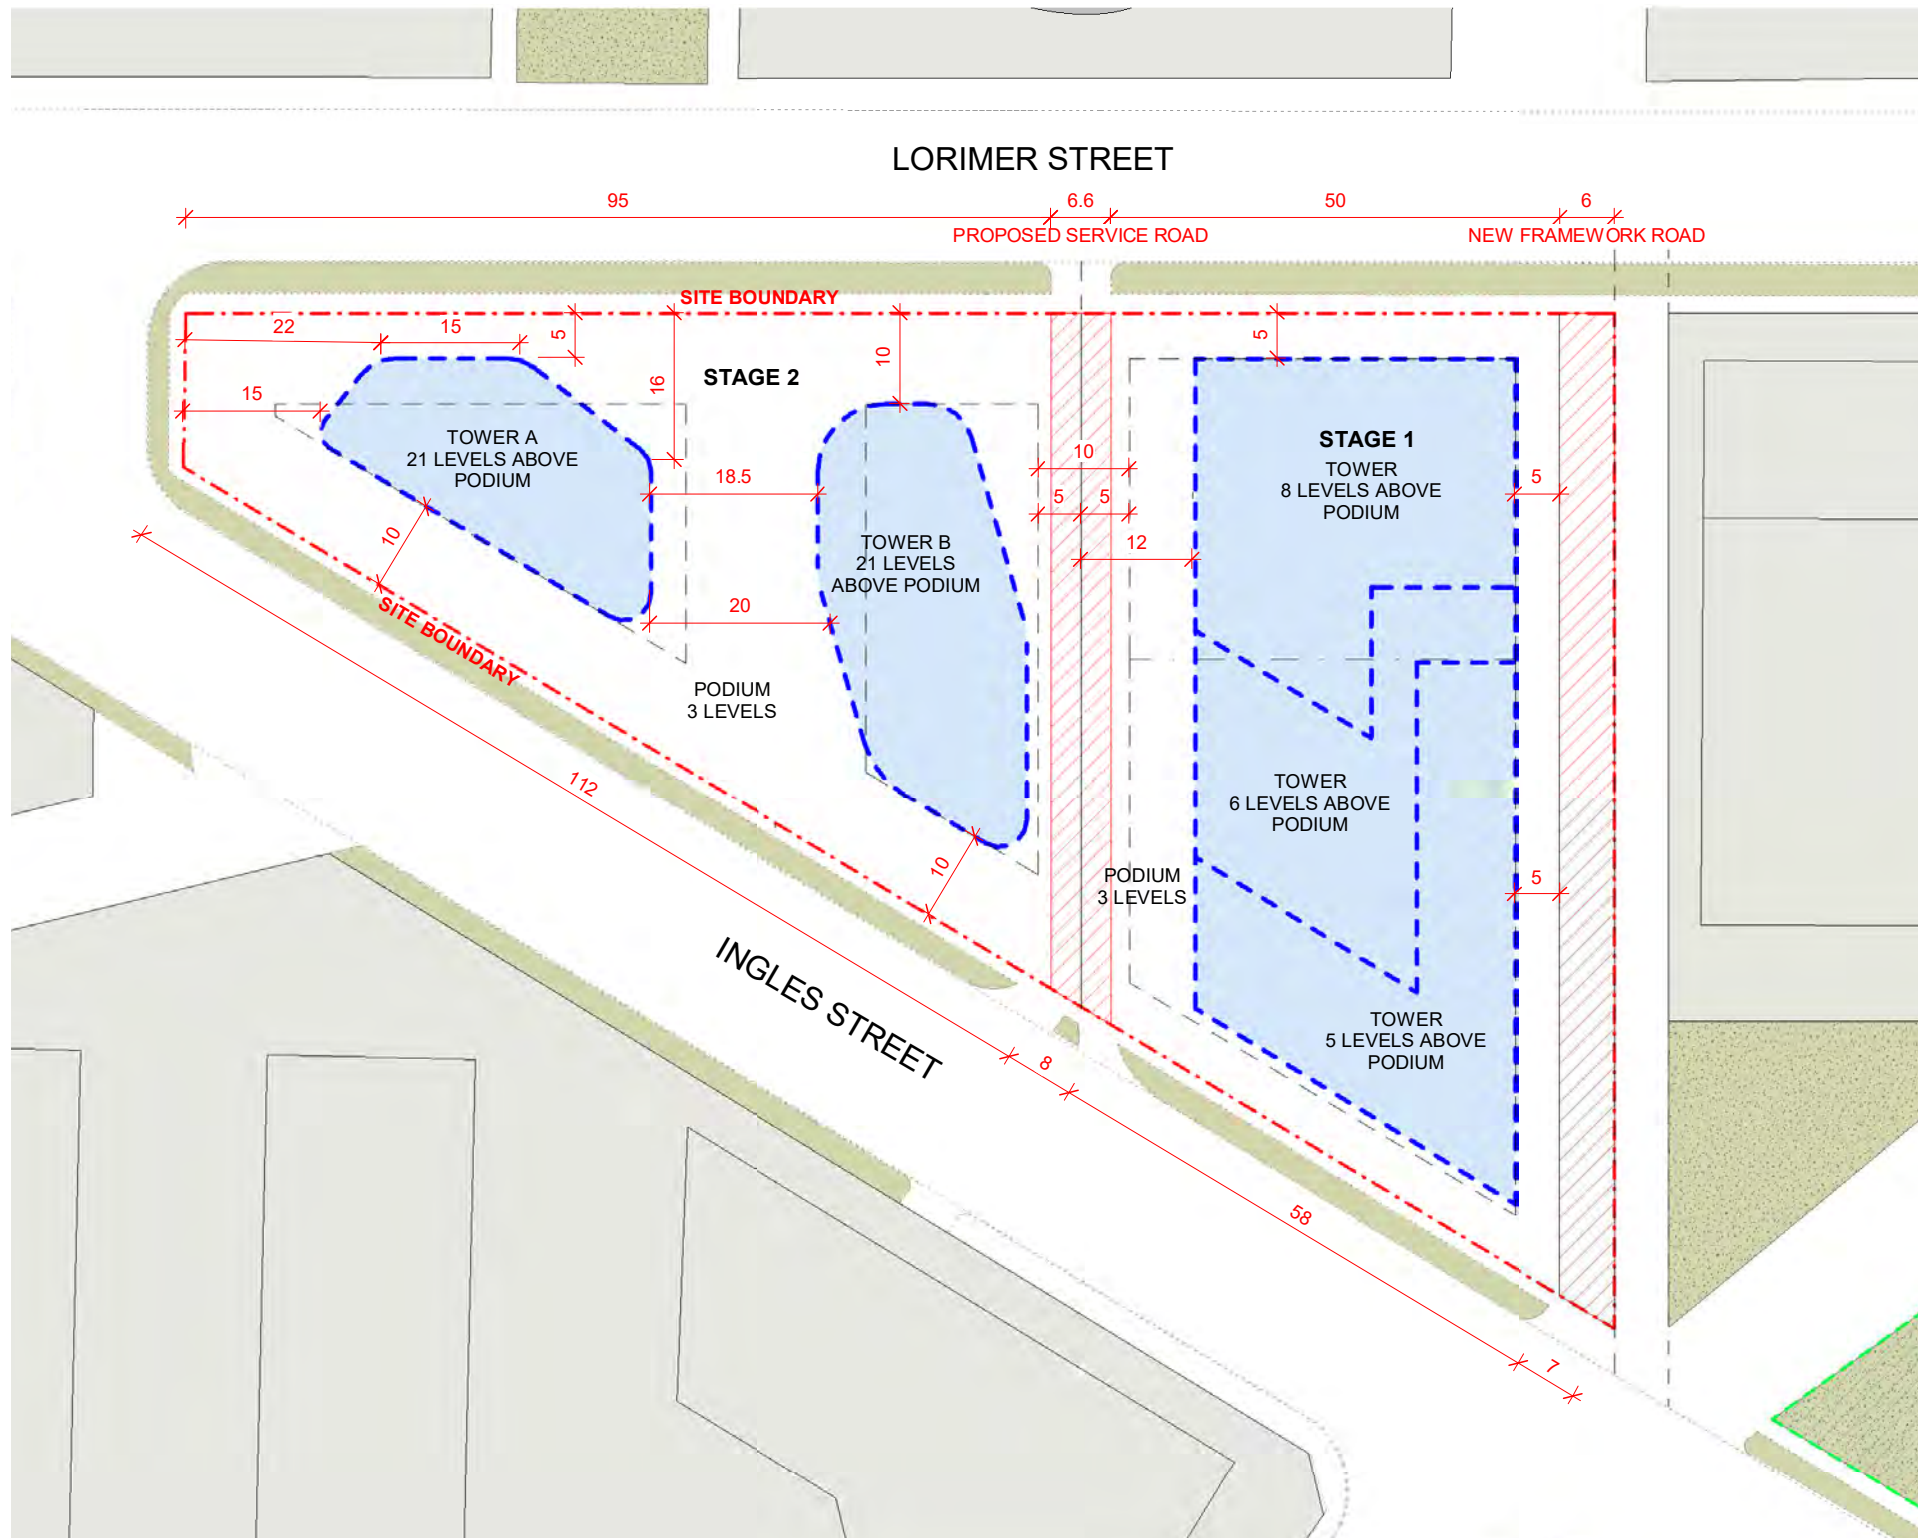 LORIMER STREET
95
6.6
50
6
PROPOSED SERVICE ROAD
NEW FRAMEWORK ROAD
SITE BOUNDARY
22
15
5
16
10
5
15
STAGE 2
TOWER A
21 LEVELS ABOVE
PODIUM
10
18.5
20
TOWER B
21 LEVELS
ABOVE PODIUM
10
5
5
12
STAGE 1
TOWER
8 LEVELS ABOVE
PODIUM
5
SITE BOUNDARY
PODIUM
3 LEVELS
112
10
TOWER
6 LEVELS ABOVE
PODIUM
PODIUM
3 LEVELS
5
INGLES STREET
TOWER
5 LEVELS ABOVE
PODIUM
8
58
7